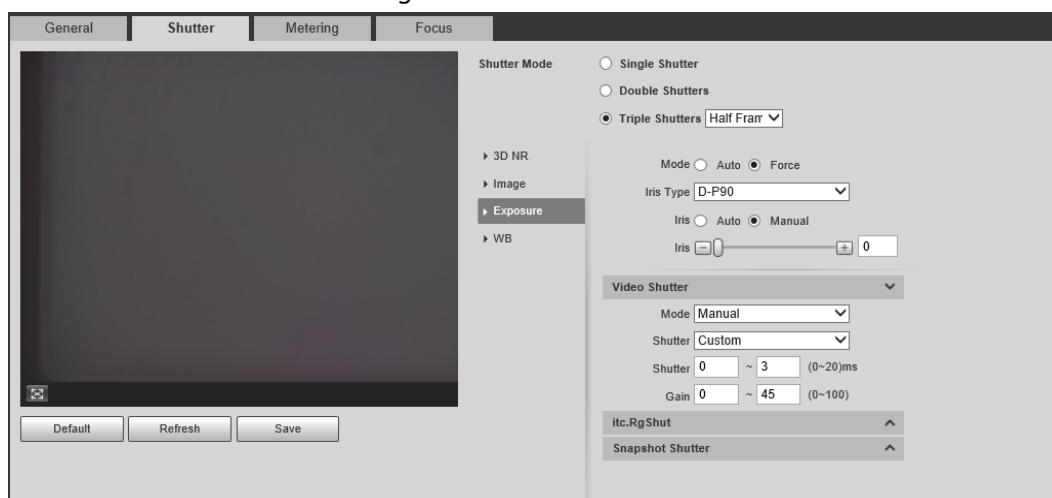 General Shutter Metering Focus
Shutter Mode
Single Shutter
Double Shutters
Triple Shutters Half Fram
3D NR
Image
Exposure
WB
Mode Auto Force
Iris Type D-P90
Iris Auto Manual
Iris 0
Video Shutter
Mode Manual
Shutter Custom
Shutter 0 ~ 3 (0~20)ms
Gain 0 ~ 45 (0~100)
itc.RgShut
Snapshot Shutter
Default Refresh Save